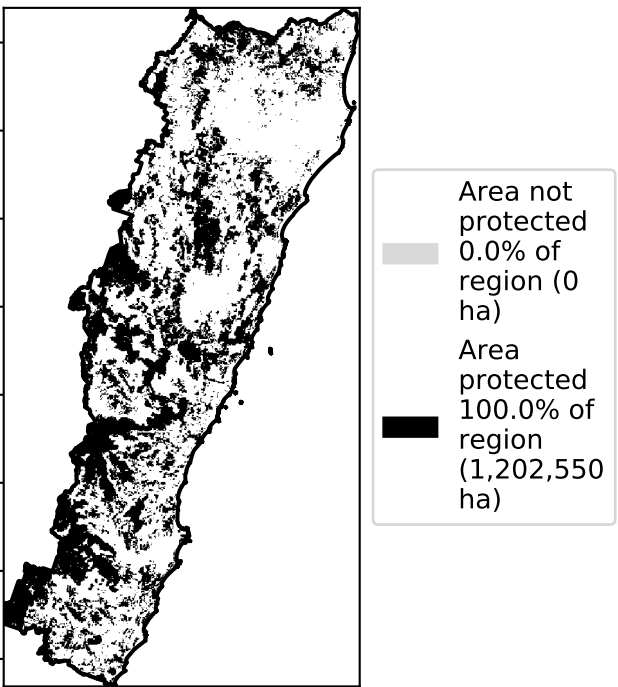 Area not
protected
0.0% of
region (0
ha)
Area
protected
100.0% of
region
(1,202,550
ha)